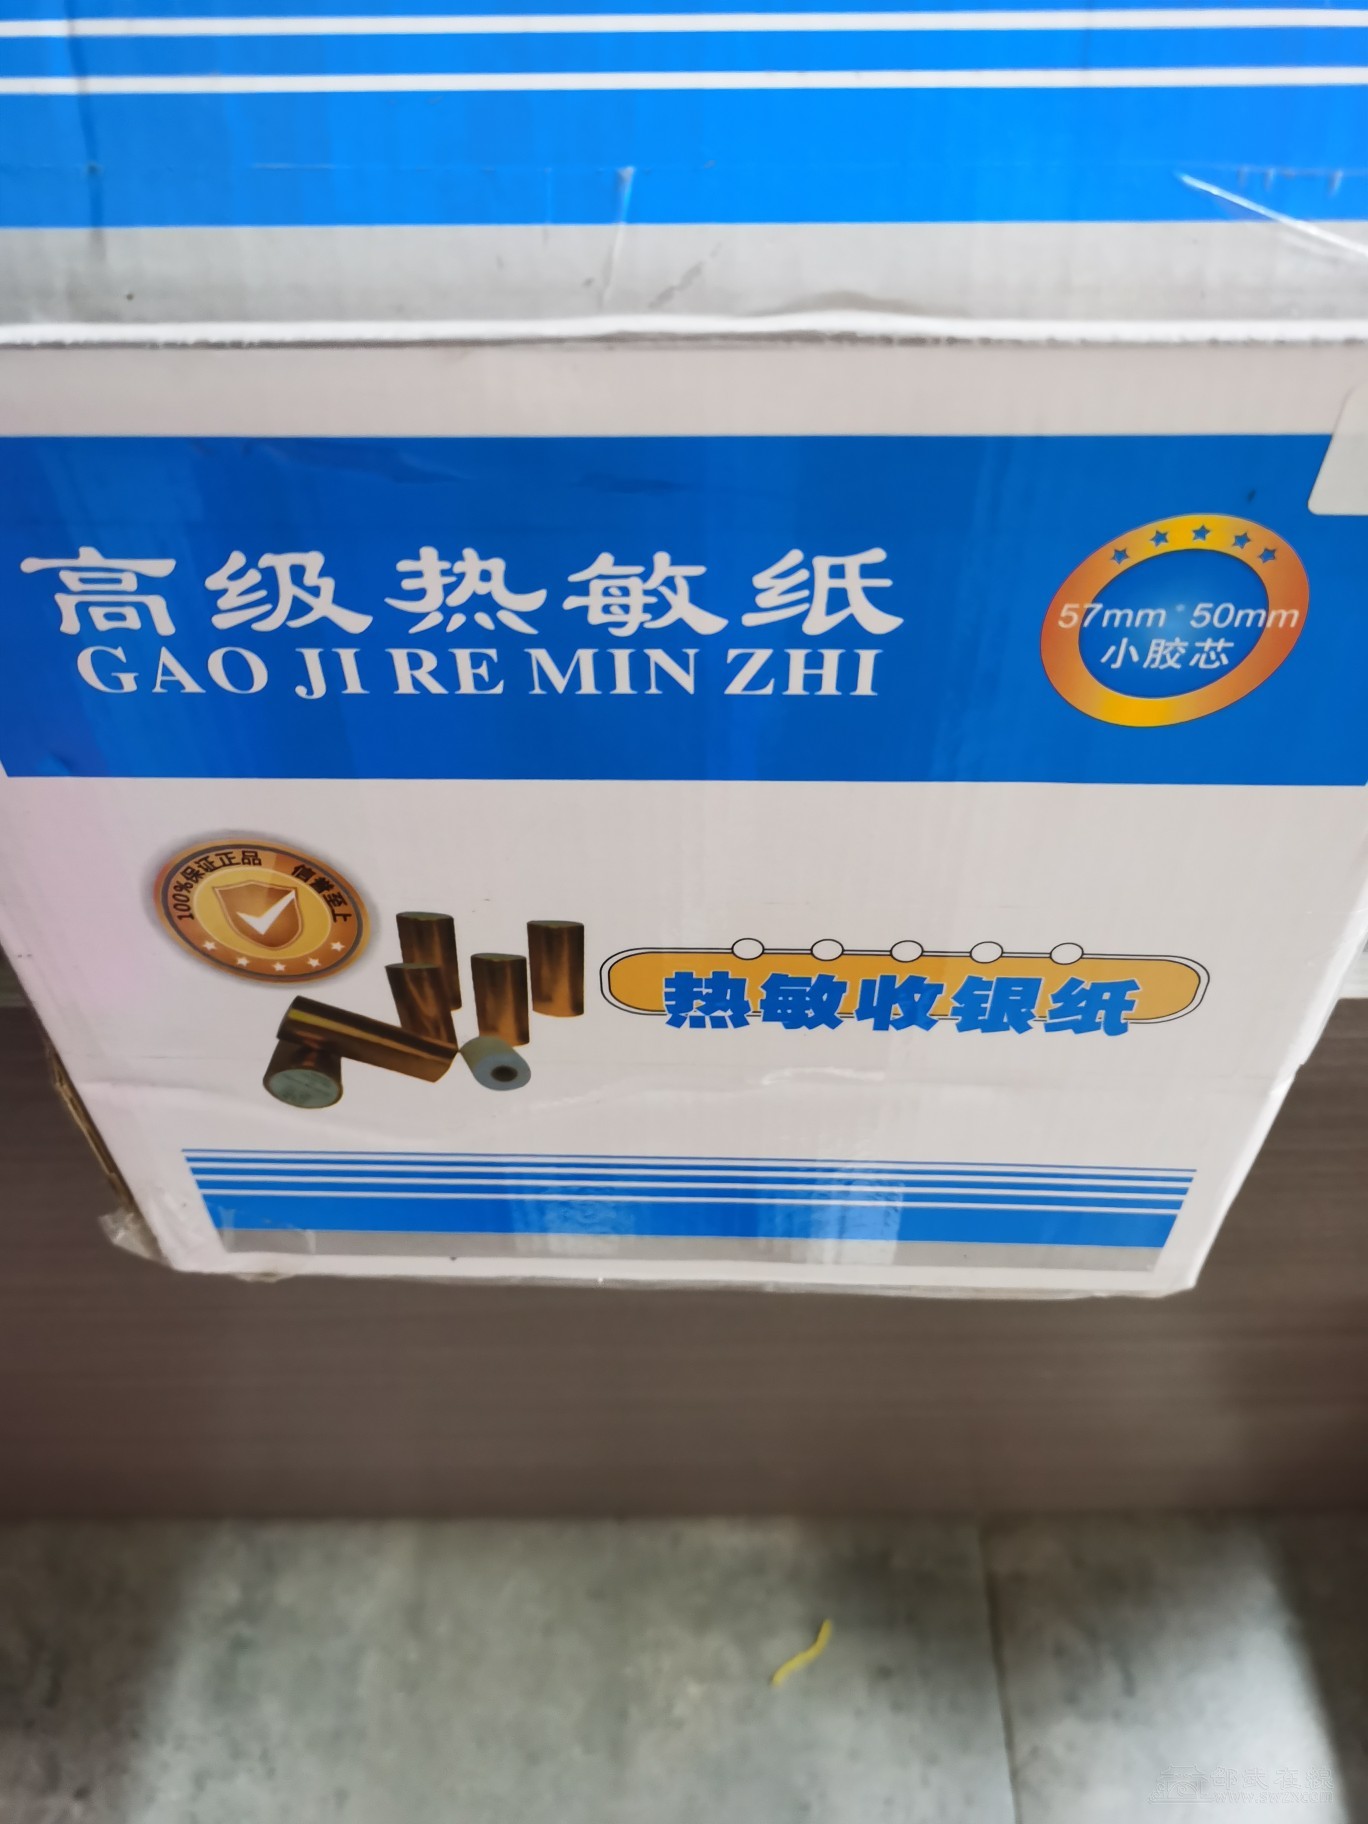 高级热敏纸
GAO JI RE MIN ZHI
57mm*50mm
小胶芯
100%保证正品 信誉至上
热敏收银纸